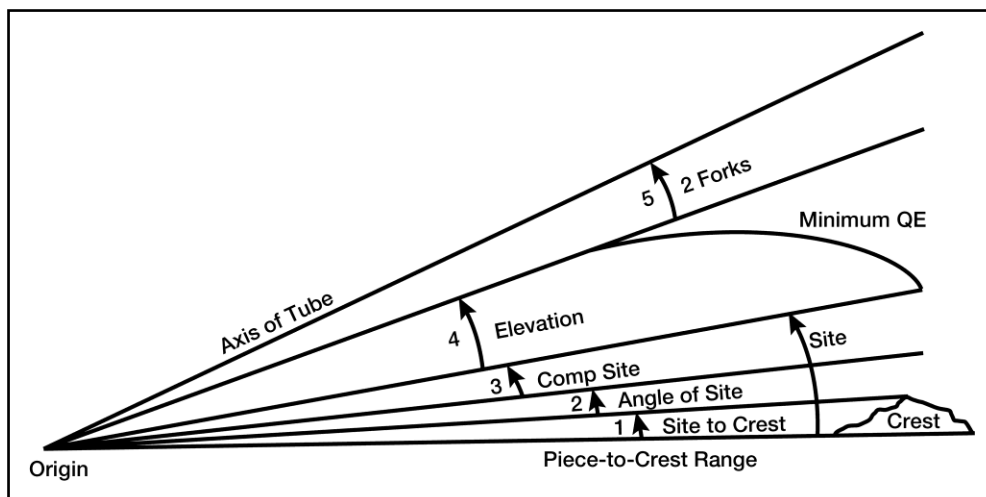 5 2 Forks
Minimum QE
Axis of Tube
4 Elevation
Site
3 Comp Site
2 Angle of Site
1 Site to Crest
Crest
Origin
Piece-to-Crest Range